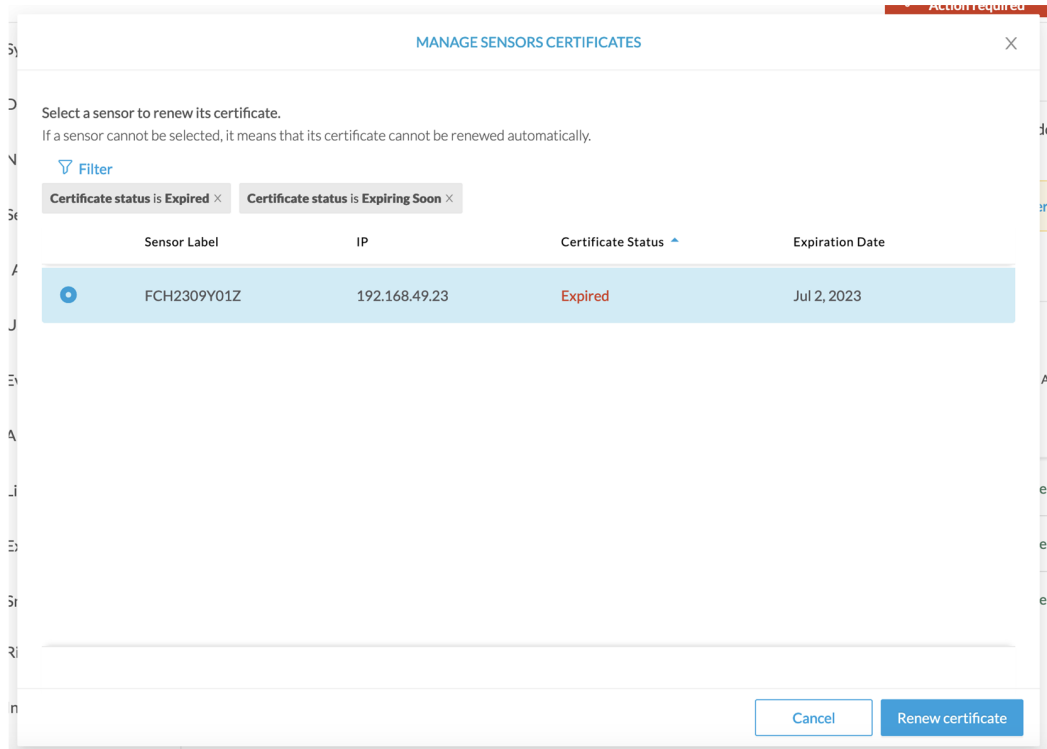 Action required
MANAGE SENSORS CERTIFICATES
Select a sensor to renew its certificate.
If a sensor cannot be selected, it means that its certificate cannot be renewed automatically.
Filter
Certificate status is Expired × Certificate status is Expiring Soon ×
Sensor Label IP Certificate Status Expiration Date
FCH2309Y01Z 192.168.49.23 Expired Jul 2, 2023
Cancel Renew certificate